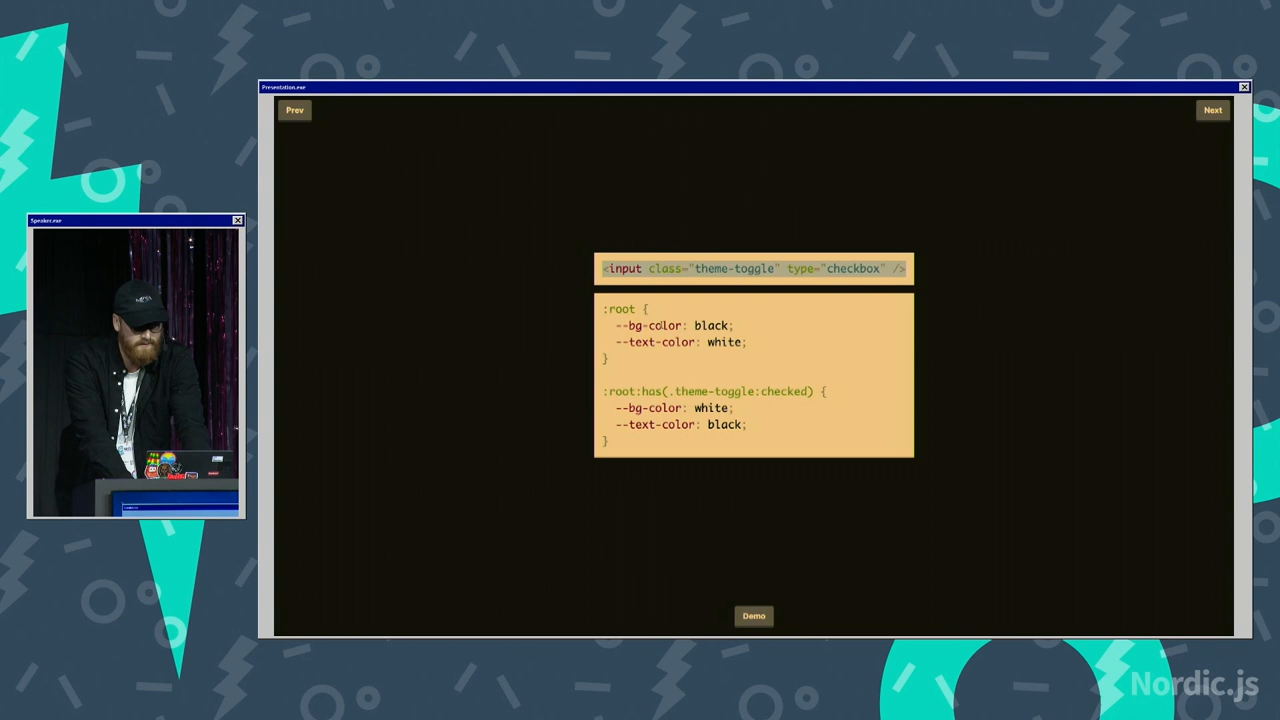 Presentation.exe
Prev
Next
Speaker.exe
<input class="theme-toggle" type="checkbox" />
:root {
--bg-color: black;
--text-color: white;
}
:root:has(.theme-toggle:checked) {
--bg-color: white;
--text-color: black;
}
Demo
Nordic.js